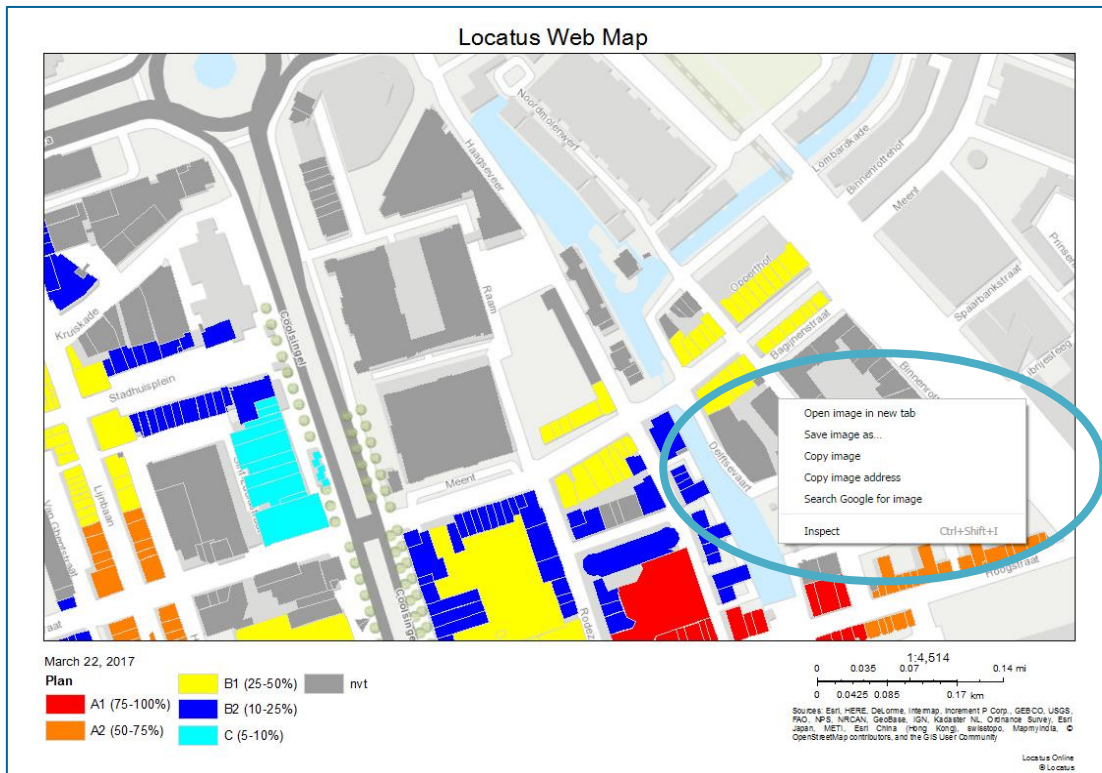 Locatus Web Map
Noordmolenwerf
Haagseveer
Lombardkade
Binnenrottehof
Meent
Spaarbankstraat
Opperthof
Raam
Kruiskade
Coolsingel
Bagijnenstraat
Stadhuisplein
Lijnbaan
Delftsevaart
Meent
Coolsingel
Hoogstraat
Open image in new tab
Save image as...
Copy image
Copy image address
Search Google for image
Inspect Ctrl+Shift+I
March 22, 2017
Plan
A1 (75-100%)
A2 (50-75%)
B1 (25-50%)
B2 (10-25%)
C (5-10%)
nvt
1:4,514
0 0.035 0.07 0.14 mi
0 0.0425 0.085 0.17 km
Sources: Esri, HERE, DeLorme, Intermap, Increment P Corp., GEBCO, USGS,
FAO, NPS, NRCAN, GeoBase, IGN, Kadaster NL, Ordnance Survey, Esri
Japan, METI, Esri China (Hong Kong), swisstopo, MapmyIndia, ©
OpenStreetMap contributors, and the GIS User Community
Locatus Online
© Locatus